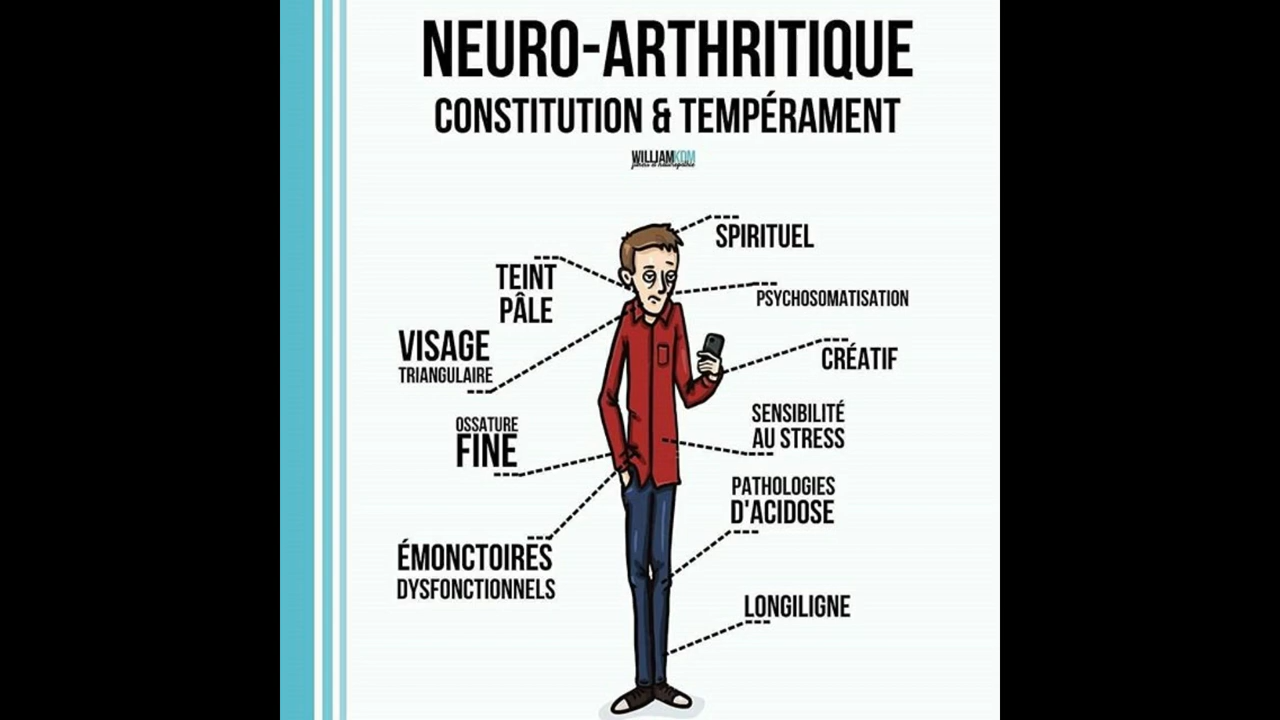 NEURO-ARTHRITIQUE
CONSTITUTION & TEMPÉRAMENT
WILLIAMKDM
SPIRITUEL
TEINT
PÂLE
PSYCHOSOMATISATION
VISAGE
TRIANGULAIRE
CRÉATIF
OSSATURE
FINE
SENSIBILITÉ
AU STRESS
PATHOLOGIES
D'ACIDOSE
ÉMONCTOIRES
DYSFONCTIONNELS
LONGILIGNE